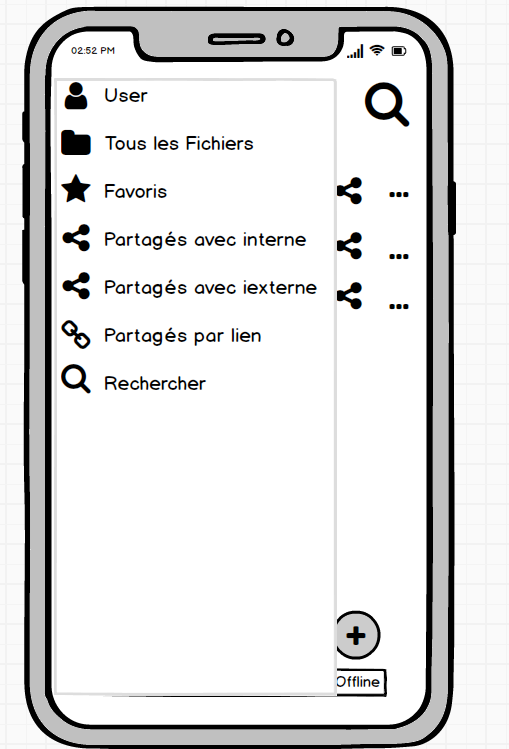 02:52 PM
User
Tous les Fichiers
Favoris
Partagés avec interne
Partagés avec iexterne
Partagés par lien
Rechercher
Offline